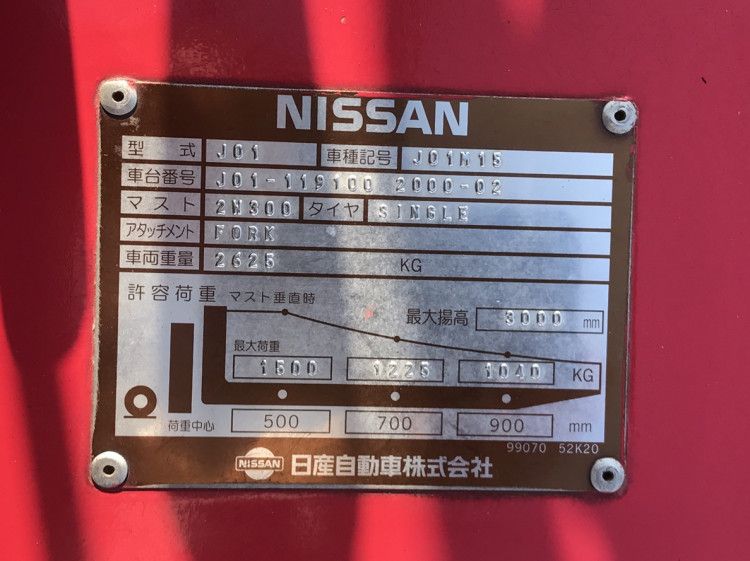 NISSAN
型式 J01 車種記号 J01M15
車台番号 J01-119100 2000-02
マスト 2M300 タイヤ SINGLE
アタッチメント FORK
車両重量 2625 KG
許容荷重 マスト垂直時
最大揚高 3000 mm
最大荷重
1500 1225 1040 KG
荷重中心 500 700 900 mm
99070 52K20
NISSAN 日産自動車株式会社